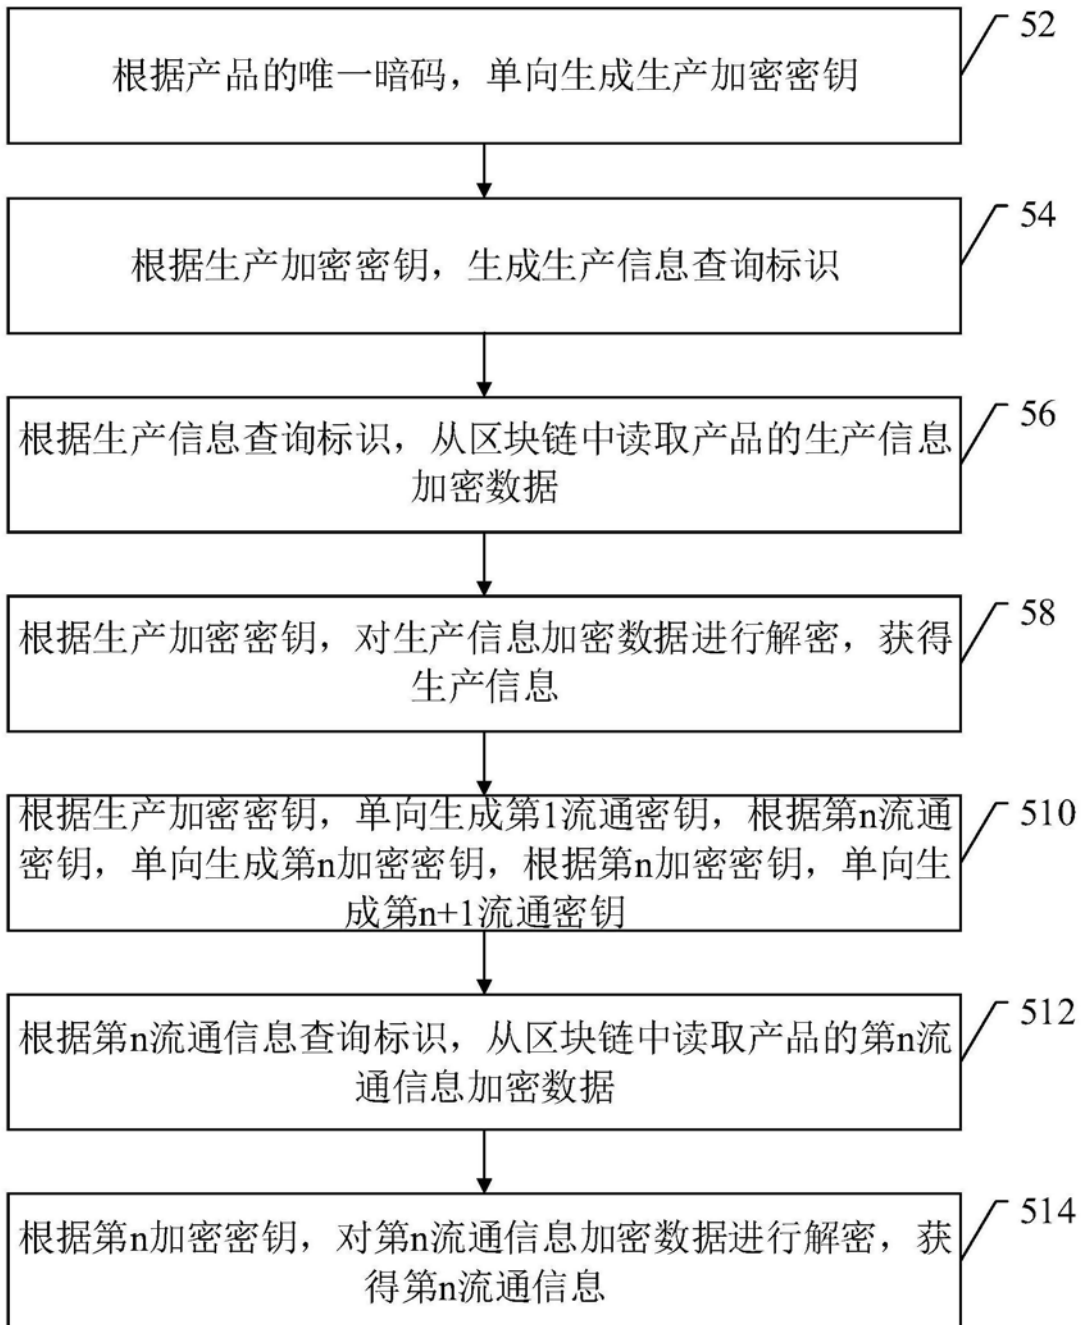 52
根据产品的唯一暗码，单向生成生产加密密钥
54
根据生产加密密钥，生成生产信息查询标识
56
根据生产信息查询标识，从区块链中读取产品的生产信息
加密数据
58
根据生产加密密钥，对生产信息加密数据进行解密，获得
生产信息
510
根据生产加密密钥，单向生成第1流通密钥，根据第n流通
密钥，单向生成第n加密密钥，根据第n加密密钥，单向生
成第n+1流通密钥
512
根据第n流通信息查询标识，从区块链中读取产品的第n流
通信息加密数据
514
根据第n加密密钥，对第n流通信息加密数据进行解密，获
得第n流通信息